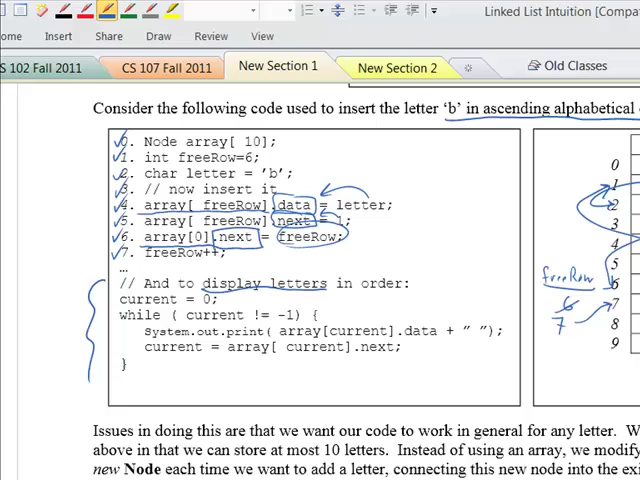 Linked List Intuition [Compa
ome Insert Share Draw Review View
CS 102 Fall 2011 CS 107 Fall 2011 New Section 1 New Section 2 Old Classes
Consider the following code used to insert the letter ‘b’ in ascending alphabetical
0. Node array[ 10];
1. int freeRow=6;
2. char letter = ’b’;
3. // now insert it
4. array[ freeRow].data = letter;
5. array[ freeRow].next = 1;
6. array[0].next = freeRow;
7. freeRow++;
…
// And to display letters in order:
current = 0;
while ( current != -1) {
System.out.print( array[current].data + ” ”);
current = array[ current].next;
}
0
1
2
3
4
5
6
7
8
9
freeRow
6
7
Issues in doing this are that we want our code to work in general for any letter. W
above in that we can store at most 10 letters. Instead of using an array, we modify
new Node each time we want to add a letter, connecting this new node into the exi